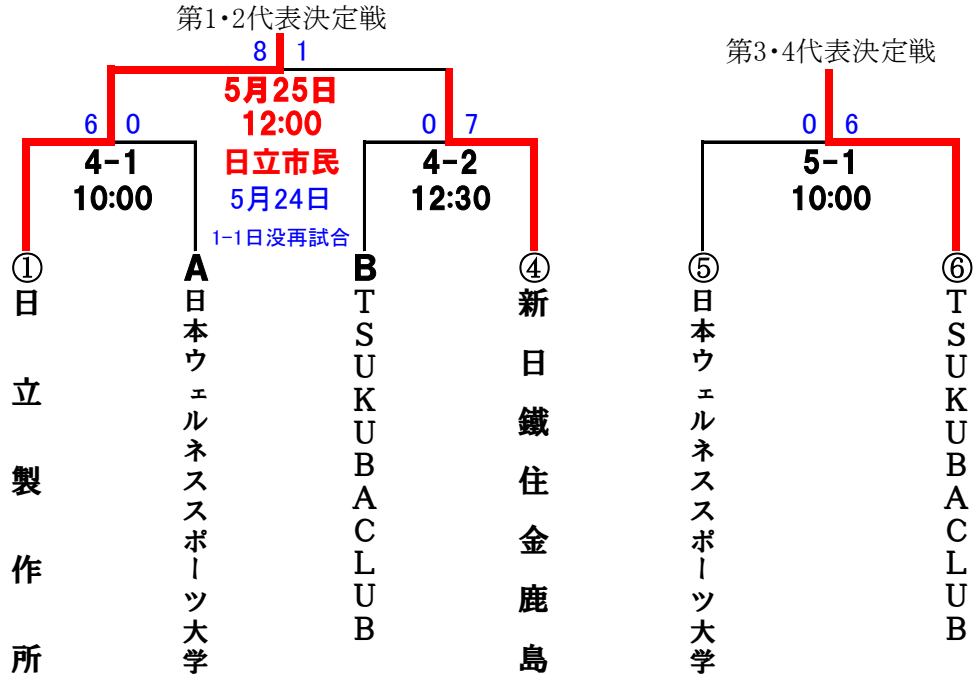 第1・2代表決定戦
8 1
5月25日
12:00
日立市民
5月24日
1-1日没再試合
6 0
4-1
10:00
0 7
4-2
12:30
①
日立製作所
A
日本ウェルネススポーツ大学
B
TSUKUBACLUB
④
新日鐵住金鹿島
第3・4代表決定戦
0 6
5-1
10:00
⑤
日本ウェルネススポーツ大学
⑥
TSUKUBACLUB